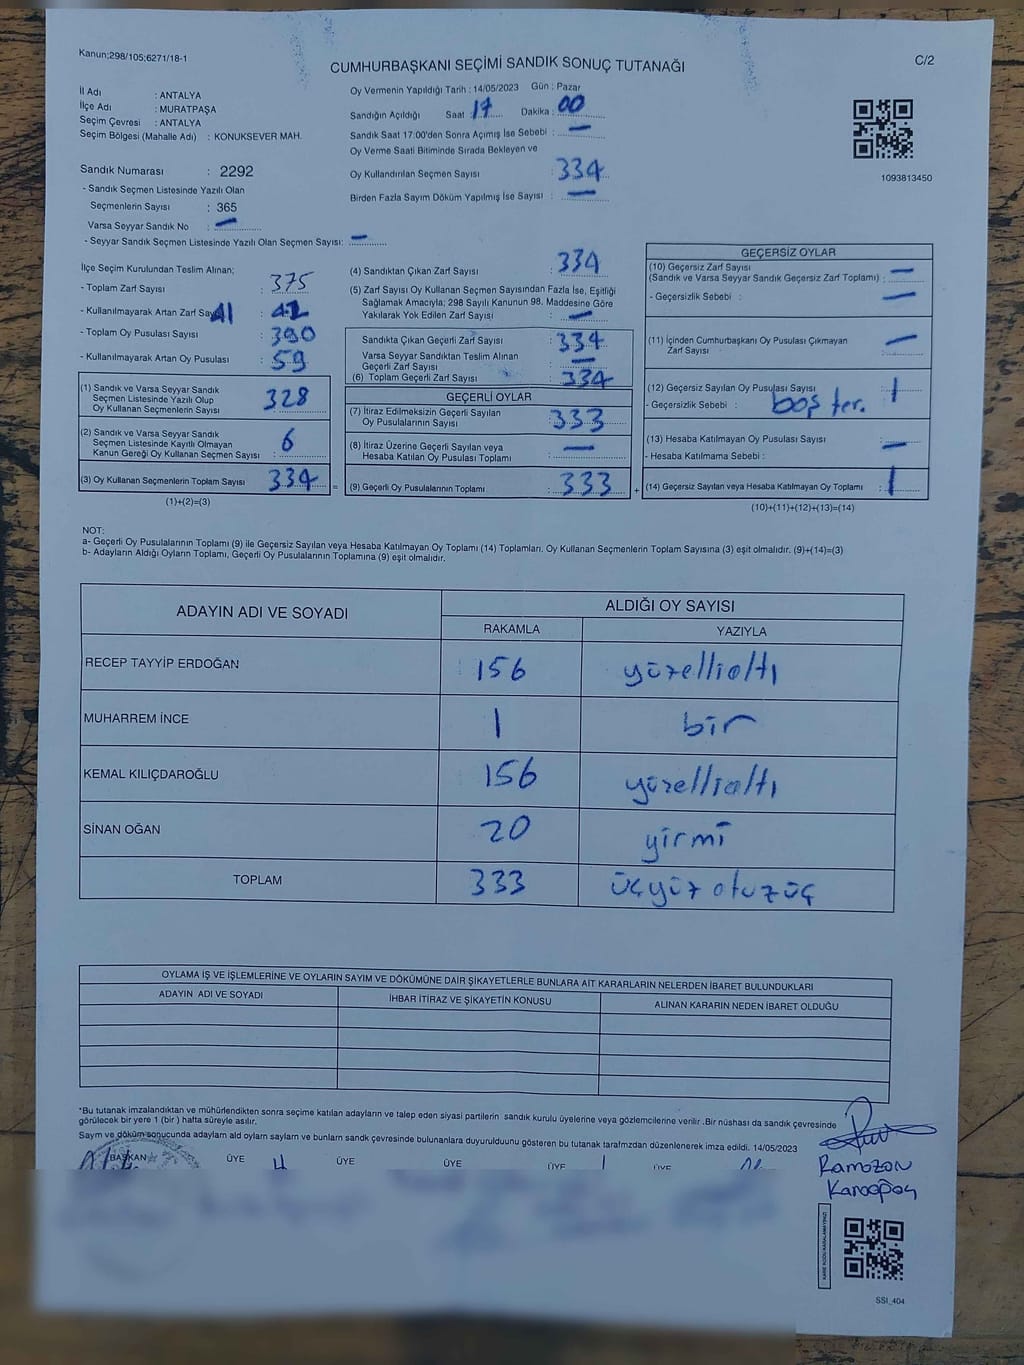 Kanun;298/105;6271/18-1
C/2
CUMHURBAŞKANI SEÇİMİ SANDIK SONUÇ TUTANAĞI
İl Adı : ANTALYA
İlçe Adı : MURATPAŞA
Seçim Çevresi : ANTALYA
Seçim Bölgesi (Mahalle Adı) : KONUKSEVER MAH.
Sandık Numarası : 2292
- Sandık Seçmen Listesinde Yazılı Olan
Seçmenlerin Sayısı : 365
Varsa Seyyar Sandık No : —
- Seyyar Sandık Seçmen Listesinde Yazılı Olan Seçmen Sayısı: —
Oy Vermenin Yapıldığı Tarih : 14/05/2023 Gün : Pazar
Sandığın Açıldığı Saat : 17 Dakika : 00
Sandık Saat 17:00'den Sonra Açımış İse Sebebi : —
Oy Verme Saati Bitiminde Sırada Bekleyen ve
Oy Kullandırılan Seçmen Sayısı : 334
Birden Fazla Sayım Döküm Yapılmış İse Sayısı : —
1093813450
İlçe Seçim Kurulundan Teslim Alınan;
- Toplam Zarf Sayısı : 375
- Kullanılmayarak Artan Zarf Sayısı 41 :
- Toplam Oy Pusulası Sayısı : 390
- Kullanılmayarak Artan Oy Pusulası : 59
(1) Sandık ve Varsa Seyyar Sandık
Seçmen Listesinde Yazılı Olup
Oy Kullanan Seçmenlerin Sayısı : 328
(2) Sandık ve Varsa Seyyar Sandık
Seçmen Listesinde Kayıtlı Olmayan
Kanun Gereği Oy Kullanan Seçmen Sayısı : 6
(3) Oy Kullanan Seçmenlerin Toplam Sayısı : 334
(1)+(2)=(3)
(4) Sandıktan Çıkan Zarf Sayısı : 334
(5) Zarf Sayısı Oy Kullanan Seçmen Sayısından Fazla İse, Eşitliği
Sağlamak Amacıyla; 298 Sayılı Kanunun 98. Maddesine Göre
Yakılarak Yok Edilen Zarf Sayısı : —
Sandıkta Çıkan Geçerli Zarf Sayısı : 334
Varsa Seyyar Sandıktan Teslim Alınan
Geçerli Zarf Sayısı : —
(6) Toplam Geçerli Zarf Sayısı : 334
GEÇERLİ OYLAR
(7) İtiraz Edilmeksizin Geçerli Sayılan
Oy Pusulalarının Sayısı : 333
(8) İtiraz Üzerine Geçerli Sayılan veya
Hesaba Katılan Oy Pusulası Toplamı : —
= (9) Geçerli Oy Pusulalarının Toplamı : 333 +
GEÇERSİZ OYLAR
(10) Geçersiz Zarf Sayısı
(Sandık ve Varsa Seyyar Sandık Geçersiz Zarf Toplamı) : —
- Geçersizlik Sebebi : —
(11) İçinden Cumhurbaşkanı Oy Pusulası Çıkmayan
Zarf Sayısı : —
(12) Geçersiz Sayılan Oy Pusulası Sayısı : 1
- Geçersizlik Sebebi : boş ter.
(13) Hesaba Katılmayan Oy Pusulası Sayısı : —
- Hesaba Katılmama Sebebi :
(14) Geçersiz Sayılan veya Hesaba Katılmayan Oy Toplamı : 1
(10)+(11)+(12)+(13)=(14)
NOT:
a- Geçerli Oy Pusulalarının Toplamı (9) ile Geçersiz Sayılan veya Hesaba Katılmayan Oy Toplamı (14) Toplamları, Oy Kullanan Seçmenlerin Toplam Sayısına (3) eşit olmalıdır. (9)+(14)=(3)
b- Adayların Aldığı Oyların Toplamı, Geçerli Oy Pusulalarının Toplamına (9) eşit olmalıdır.
ADAYIN ADI VE SOYADI ALDIĞI OY SAYISI
RAKAMLA YAZIYLA
RECEP TAYYİP ERDOĞAN 156 yüzellialtı
MUHARREM İNCE 1 bir
KEMAL KILIÇDAROĞLU 156 yüzellialtı
SİNAN OĞAN 20 yirmi
TOPLAM 333 üçyüz otuzüç
OYLAMA İŞ VE İŞLEMLERİNE VE OYLARIN SAYIM VE DÖKÜMÜNE DAİR ŞİKAYETLERLE BUNLARA AİT KARARLARIN NELERDEN İBARET BULUNDUKLARI
ADAYIN ADI VE SOYADI İHBAR İTİRAZ VE ŞİKAYETİN KONUSU ALINAN KARARIN NEDEN İBARET OLDUĞU
*Bu tutanak imzalandıktan ve mühürlendikten sonra seçime katılan adayların ve talep eden siyasi partilerin sandık kurulu üyelerine veya gözlemcilerine verilir .Bir nüshası da sandık çevresinde
görülecek bir yere 1 (bir ) hafta süreyle asılır.
Sayım ve döküm sonucunda adayların ald oyların sayların ve bunların sandık çevresinde bulunanlara duyurulduunu gösteren bu tutanak tarafmzdan düzenlenerek imza edildi. 14/05/2023
BAŞKAN ÜYE ÜYE ÜYE ÜYE ÜYE
Ramazan
Karaoğlan
SSI_404